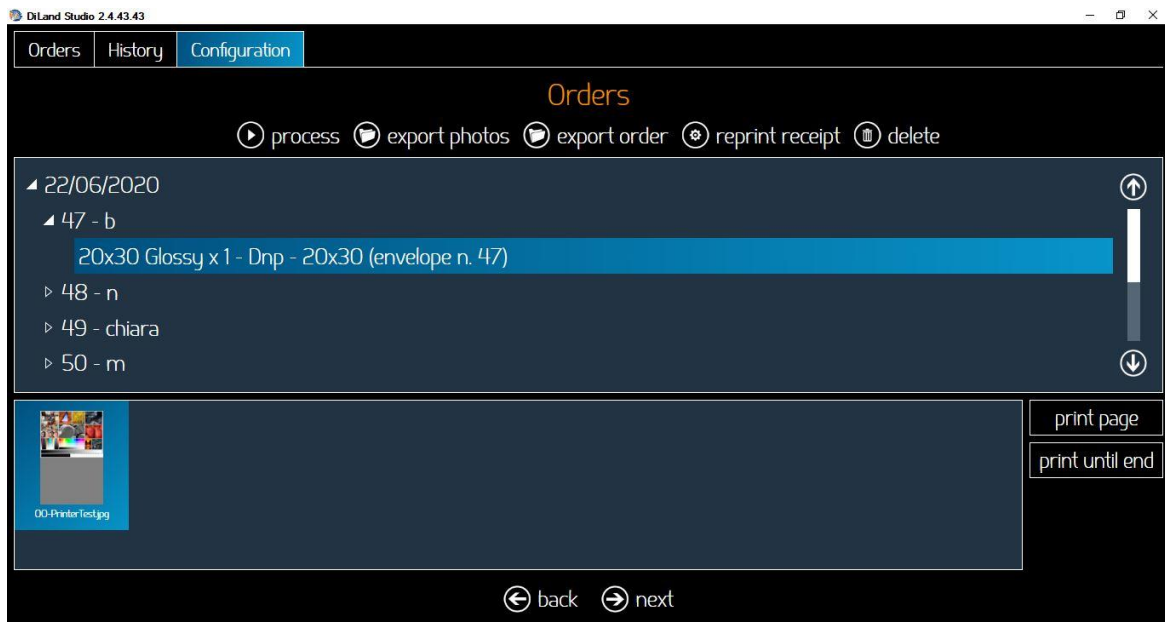 DiLand Studio 2.4.43.43
Orders History Configuration
Orders
process export photos export order reprint receipt delete
22/06/2020
47 - b
20x30 Glossy x 1 - Dnp - 20x30 (envelope n. 47)
48 - n
49 - chiara
50 - m
00-PrinterTest.jpg
print page
print until end
back next